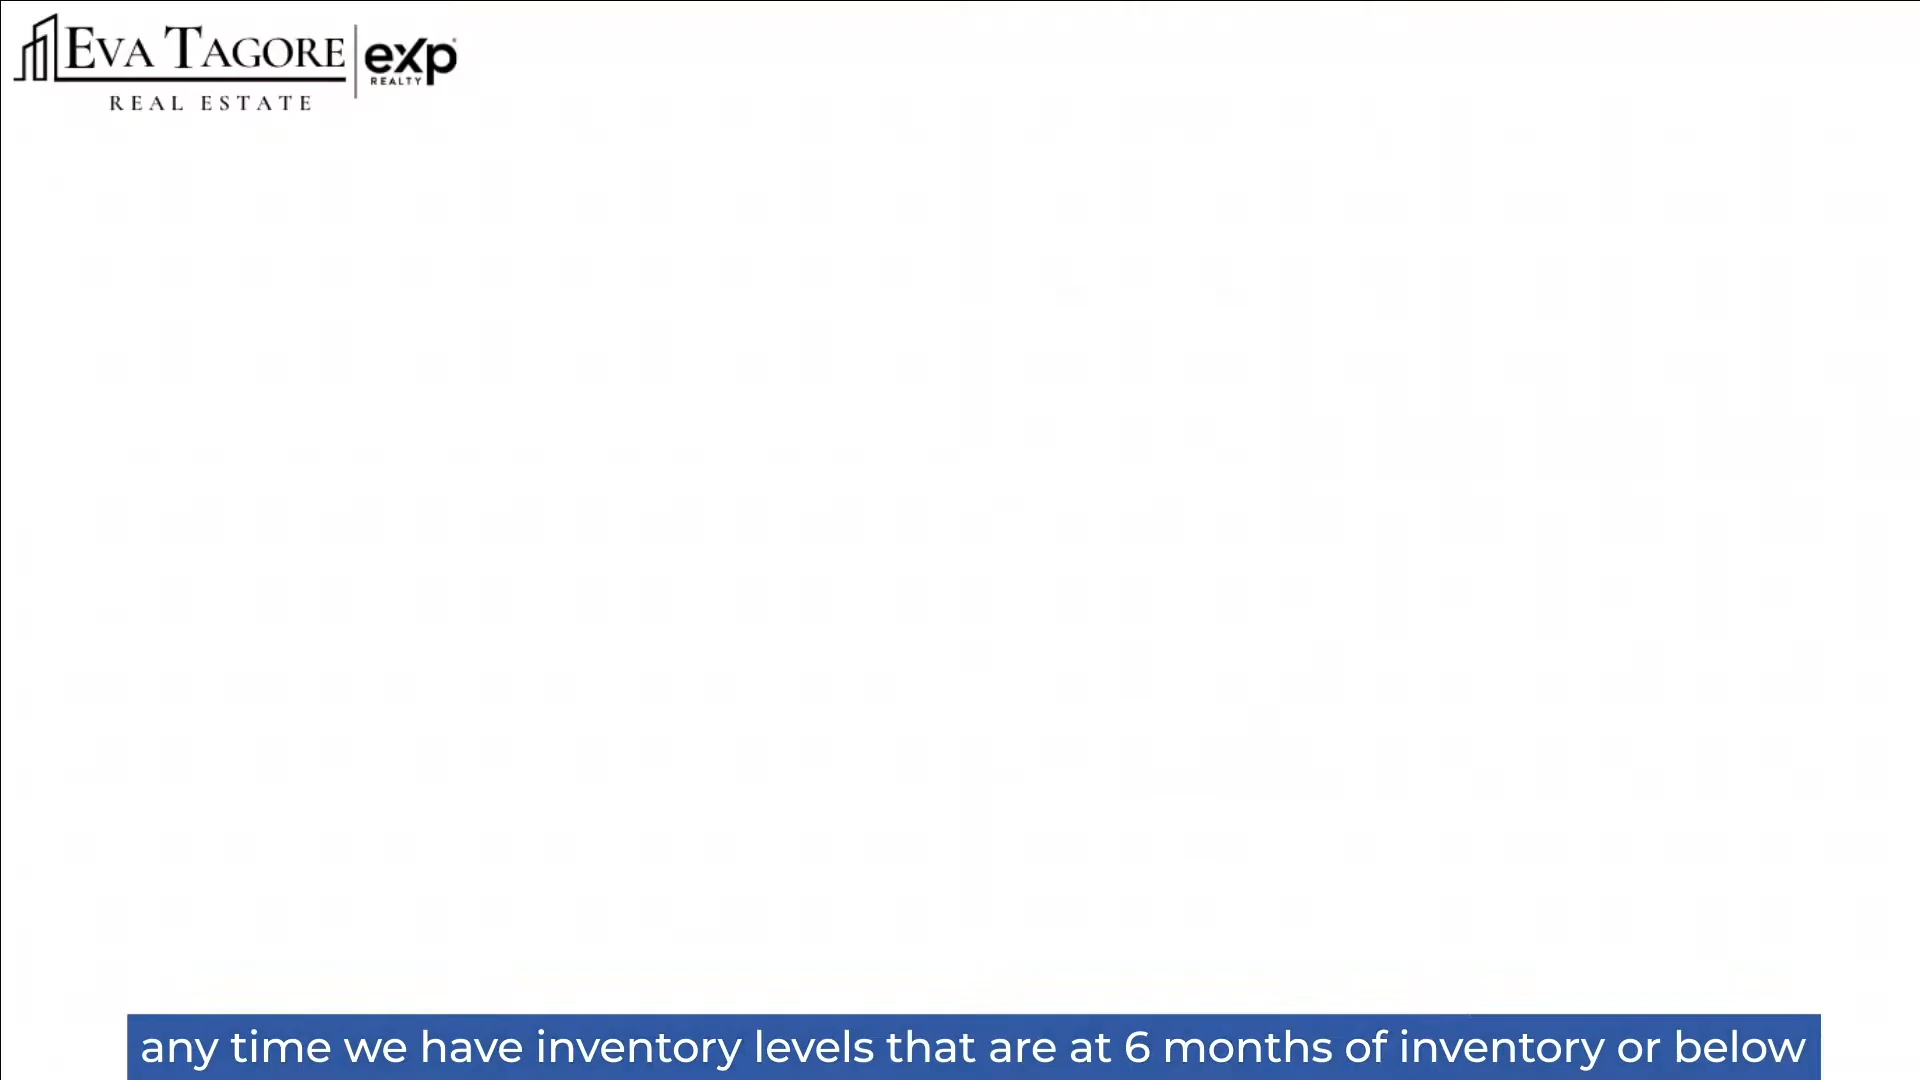 EVA TAGORE
REAL ESTATE
eXp
REALTY
any time we have inventory levels that are at 6 months of inventory or below